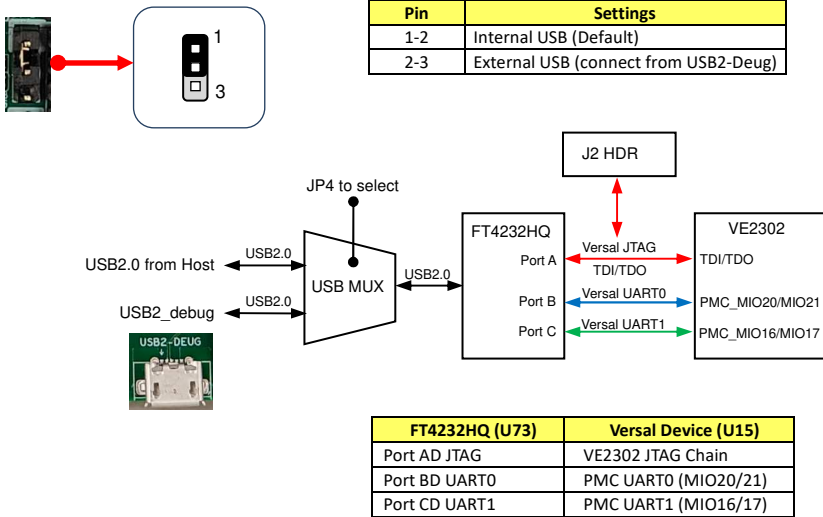 Pin Settings
1-2 Internal USB (Default)
2-3 External USB (connect from USB2-Deug)
1
3
J2 HDR
JP4 to select
FT4232HQ
VE2302
USB2.0 from Host
USB2.0
USB MUX
USB2.0
Port A
Versal JTAG
TDI/TDO
TDI/TDO
USB2_debug
USB2.0
Port B
Versal UART0
PMC_MIO20/MIO21
Port C
Versal UART1
PMC_MIO16/MIO17
USB2-DEUG
FT4232HQ (U73) Versal Device (U15)
Port AD JTAG VE2302 JTAG Chain
Port BD UART0 PMC UART0 (MIO20/21)
Port CD UART1 PMC UART1 (MIO16/17)